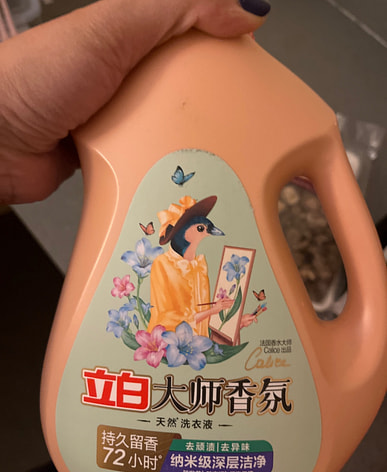 法国香水大师
Calice 出品
Calice
立白大师香氛
天然 洗衣液
持久留香
72小时
去顽渍|去异味
纳米级深层洁净